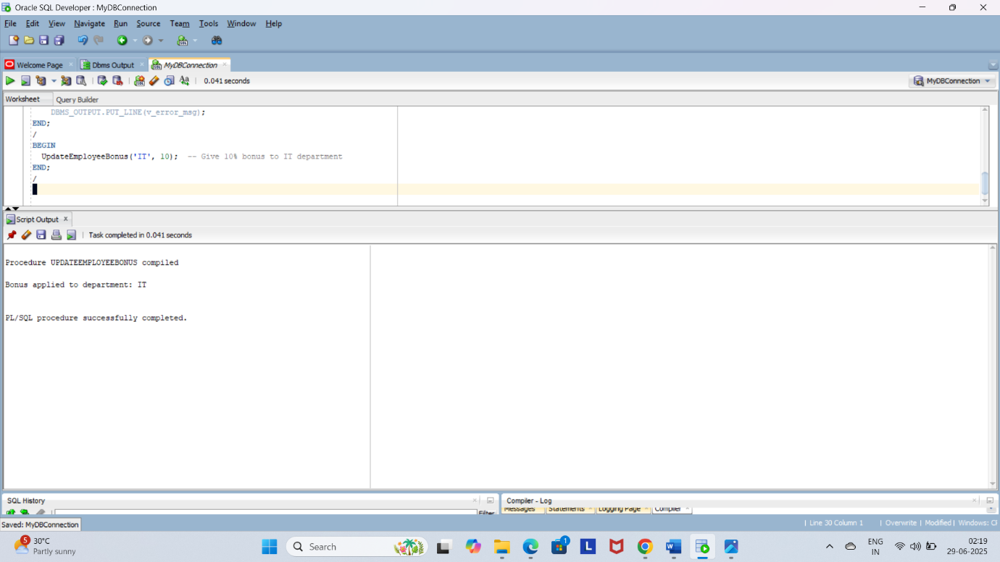 Oracle SQL Developer : MyDBConnection
File Edit View Navigate Run Source Team Tools Window Help
Welcome Page Dbms Output MyDBConnection
0.041 seconds MyDBConnection
Worksheet Query Builder
DBMS_OUTPUT.PUT_LINE(v_error_msg);
END;
/
BEGIN
UpdateEmployeeBonus('IT', 10); -- Give 10% bonus to IT department
END;
/
Script Output x
Task completed in 0.041 seconds
Procedure UPDATEEMPLOYEEBONUS compiled
Bonus applied to department: IT
PL/SQL procedure successfully completed.
SQL History Compiler - Log
Filter Messages Statements Logging Page Compiler
Saved: MyDBConnection Line 30 Column 1 Overwrite Modified Windows: Cl
5 30°C Search 1 ENG 02:19
Partly sunny IN 29-06-2025